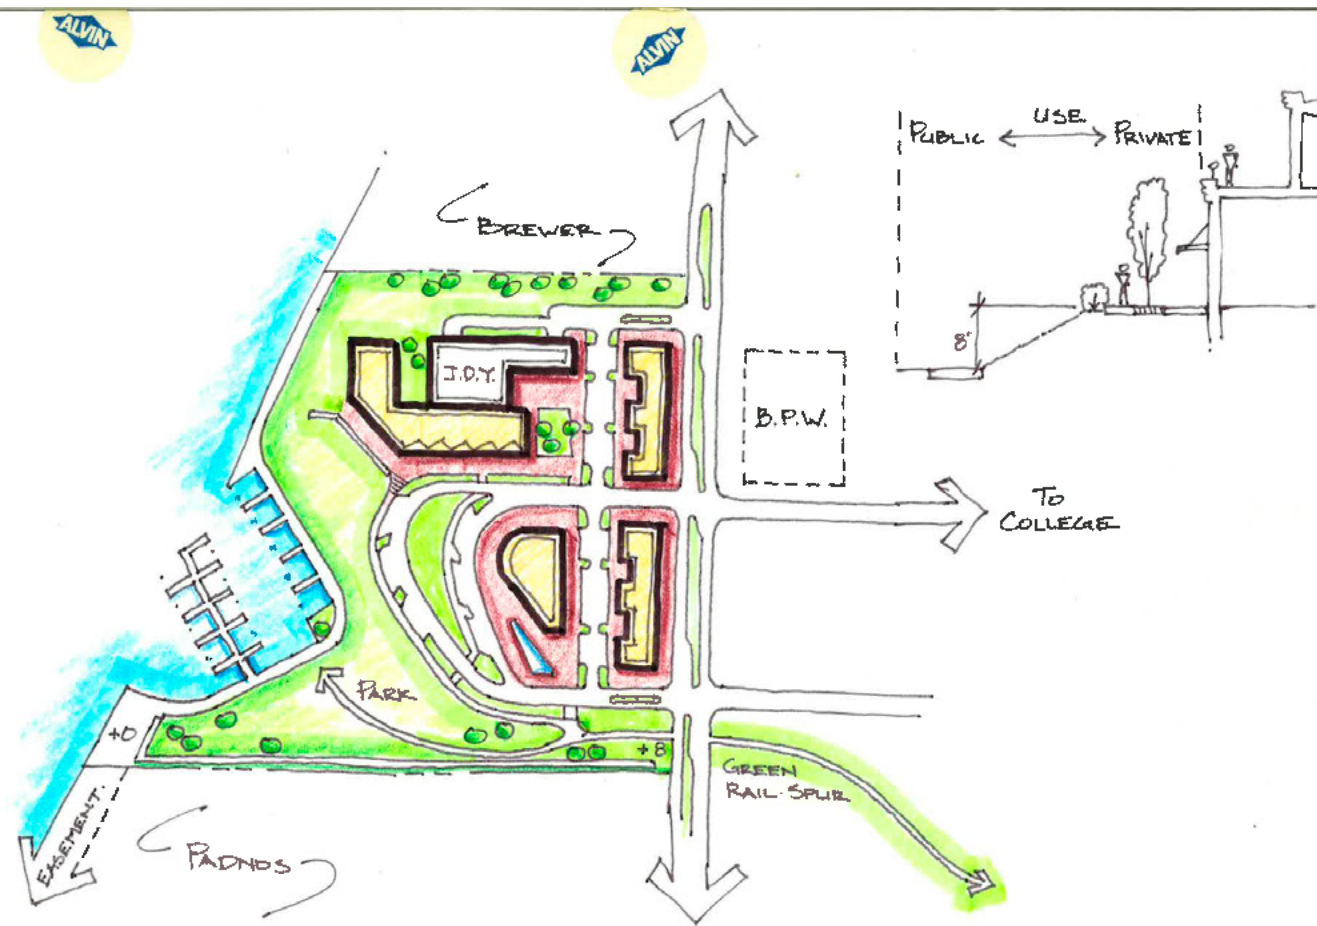 ALVIN
ALVIN
PUBLIC
USE
PRIVATE
BREWER
8'
J.D.Y.
B.P.W.
TO
COLLEGE
PARK
+0
+8
GREEN
RAIL-SPUR
EASEMENT.
PADNOS